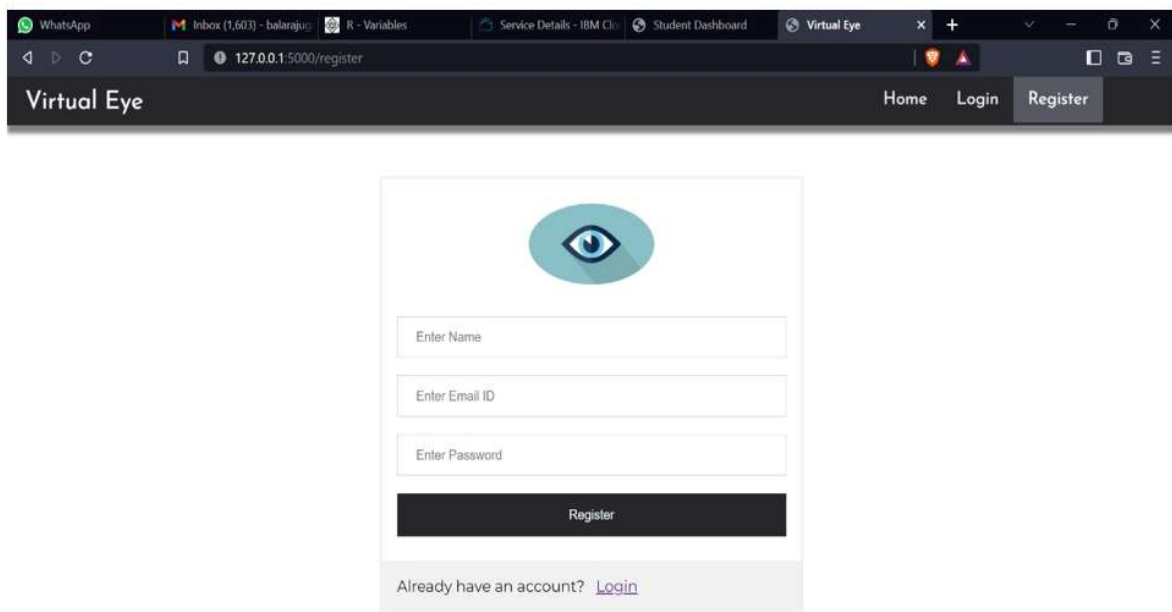 WhatsApp Inbox (1,603) - balarajug R - Variables Service Details - IBM Clo Student Dashboard Virtual Eye
127.0.0.1:5000/register
Virtual Eye Home Login Register
Enter Name
Enter Email ID
Enter Password
Register
Already have an account? Login